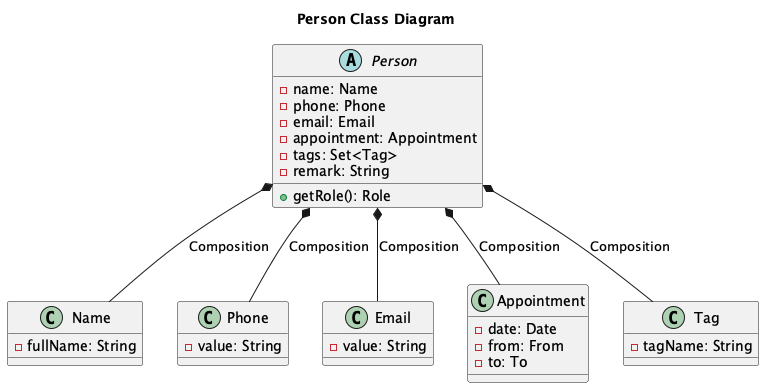 Person Class Diagram
A Person
name: Name
phone: Phone
email: Email
appointment: Appointment
tags: Set<Tag>
remark: String
getRole(): Role
Composition Composition Composition Composition Composition
C Name
fullName: String
C Phone
value: String
C Email
value: String
C Appointment
date: Date
from: From
to: To
C Tag
tagName: String